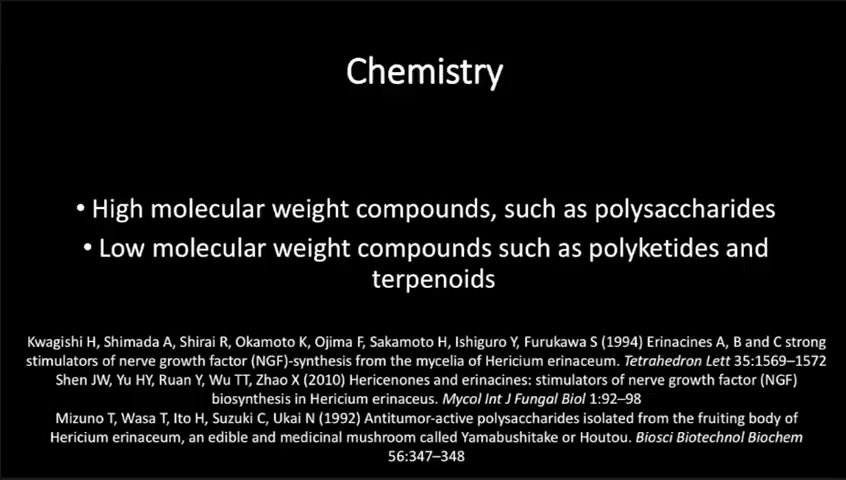 Chemistry
• High molecular weight compounds, such as polysaccharides
• Low molecular weight compounds such as polyketides and
terpenoids
Kwagishi H, Shimada A, Shirai R, Okamoto K, Ojima F, Sakamoto H, Ishiguro Y, Furukawa S (1994) Erinacines A, B and C strong
stimulators of nerve growth factor (NGF)-synthesis from the mycelia of Hericium erinaceum. Tetrahedron Lett 35:1569–1572
Shen JW, Yu HY, Ruan Y, Wu TT, Zhao X (2010) Hericenones and erinacines: stimulators of nerve growth factor (NGF)
biosynthesis in Hericium erinaceus. Mycol Int J Fungal Biol 1:92–98
Mizuno T, Wasa T, Ito H, Suzuki C, Ukai N (1992) Antitumor-active polysaccharides isolated from the fruiting body of
Hericium erinaceum, an edible and medicinal mushroom called Yamabushitake or Houtou. Biosci Biotechnol Biochem
56:347–348